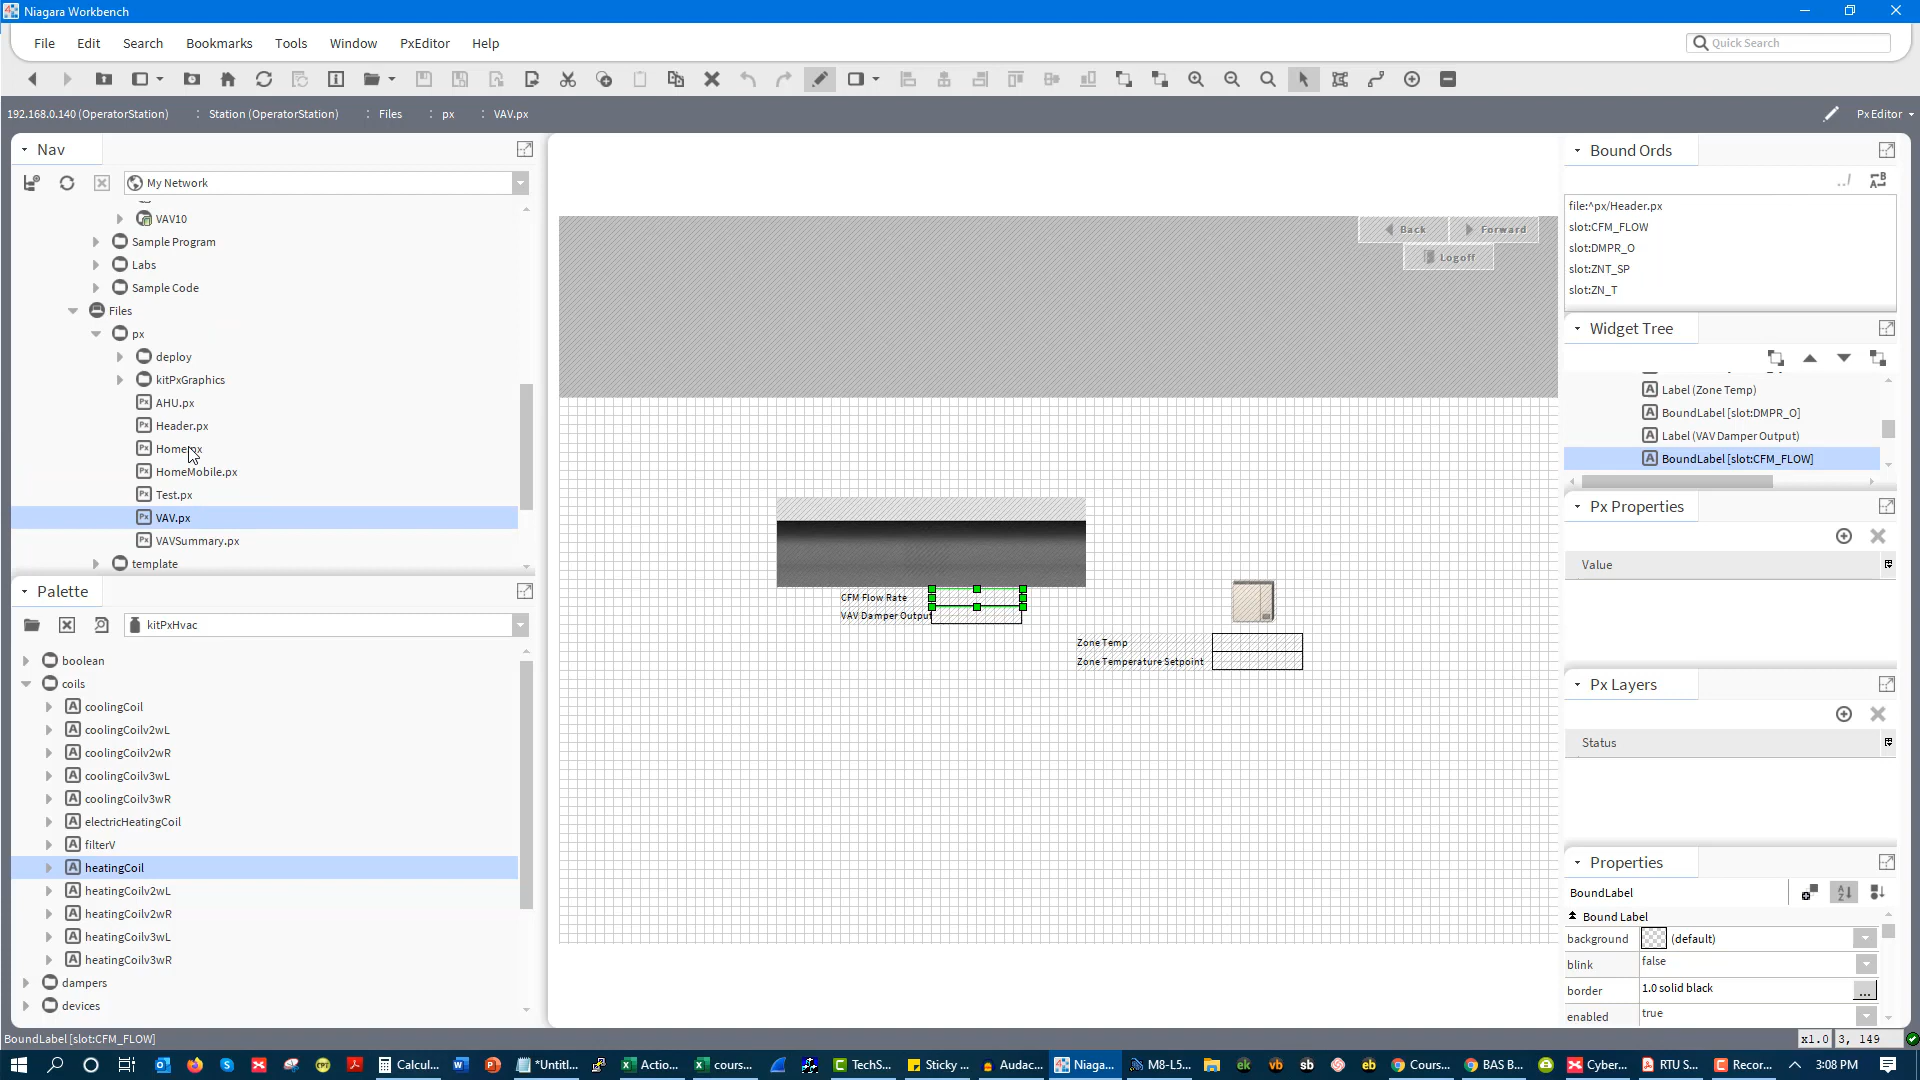 Niagara Workbench
File Edit Search Bookmarks Tools Window PxEditor Help
Quick Search
192.168.0.140 (OperatorStation) : Station (OperatorStation) : Files : px : VAV.px
PxEditor
Nav
My Network
VAV10
Sample Program
Labs
Sample Code
Files
px
deploy
kitPxGraphics
AHU.px
Header.px
Home.px
HomeMobile.px
Test.px
VAV.px
VAVSummary.px
template
Palette
kitPxHvac
boolean
coils
coolingCoil
coolingCoilv2wL
coolingCoilv2wR
coolingCoilv3wL
coolingCoilv3wR
electricHeatingCoil
filterV
heatingCoil
heatingCoilv2wL
heatingCoilv2wR
heatingCoilv3wL
heatingCoilv3wR
dampers
devices
Back Forward
Logoff
CFM Flow Rate
VAV Damper Output
Zone Temp
Zone Temperature Setpoint
Bound Ords
file:^px/Header.px
slot:CFM_FLOW
slot:DMPR_O
slot:ZNT_SP
slot:ZN_T
Widget Tree
Label (Zone Temp)
BoundLabel [slot:DMPR_O]
Label (VAV Damper Output)
BoundLabel [slot:CFM_FLOW]
Px Properties
Value
Px Layers
Status
Properties
BoundLabel
Bound Label
background (default)
blink false
border 1.0 solid black
enabled true
BoundLabel [slot:CFM_FLOW]
x1.0 3, 149
Calcul... *Untitl... Actio... cours... TechS... Sticky ... Audac... Niaga... M8-L5... Cours... BAS B... Cyber... RTU S... Recor... 3:08 PM